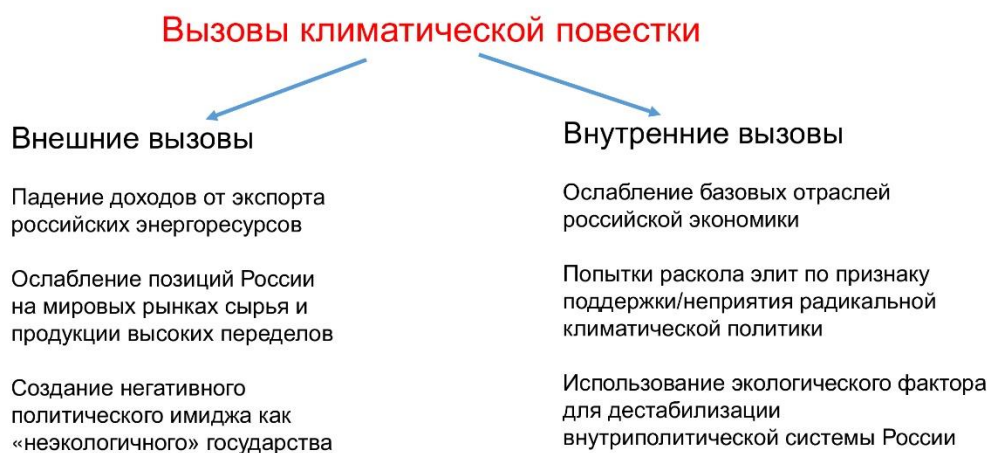 Вызовы климатической повестки
Внешние вызовы
Падение доходов от экспорта
российских энергоресурсов
Ослабление позиций России
на мировых рынках сырья и
продукции высоких переделов
Создание негативного
политического имиджа как
«неэкологичного» государства
Внутренние вызовы
Ослабление базовых отраслей
российской экономики
Попытки раскола элит по признаку
поддержки/неприятия радикальной
климатической политики
Использование экологического фактора
для дестабилизации
внутриполитической системы России